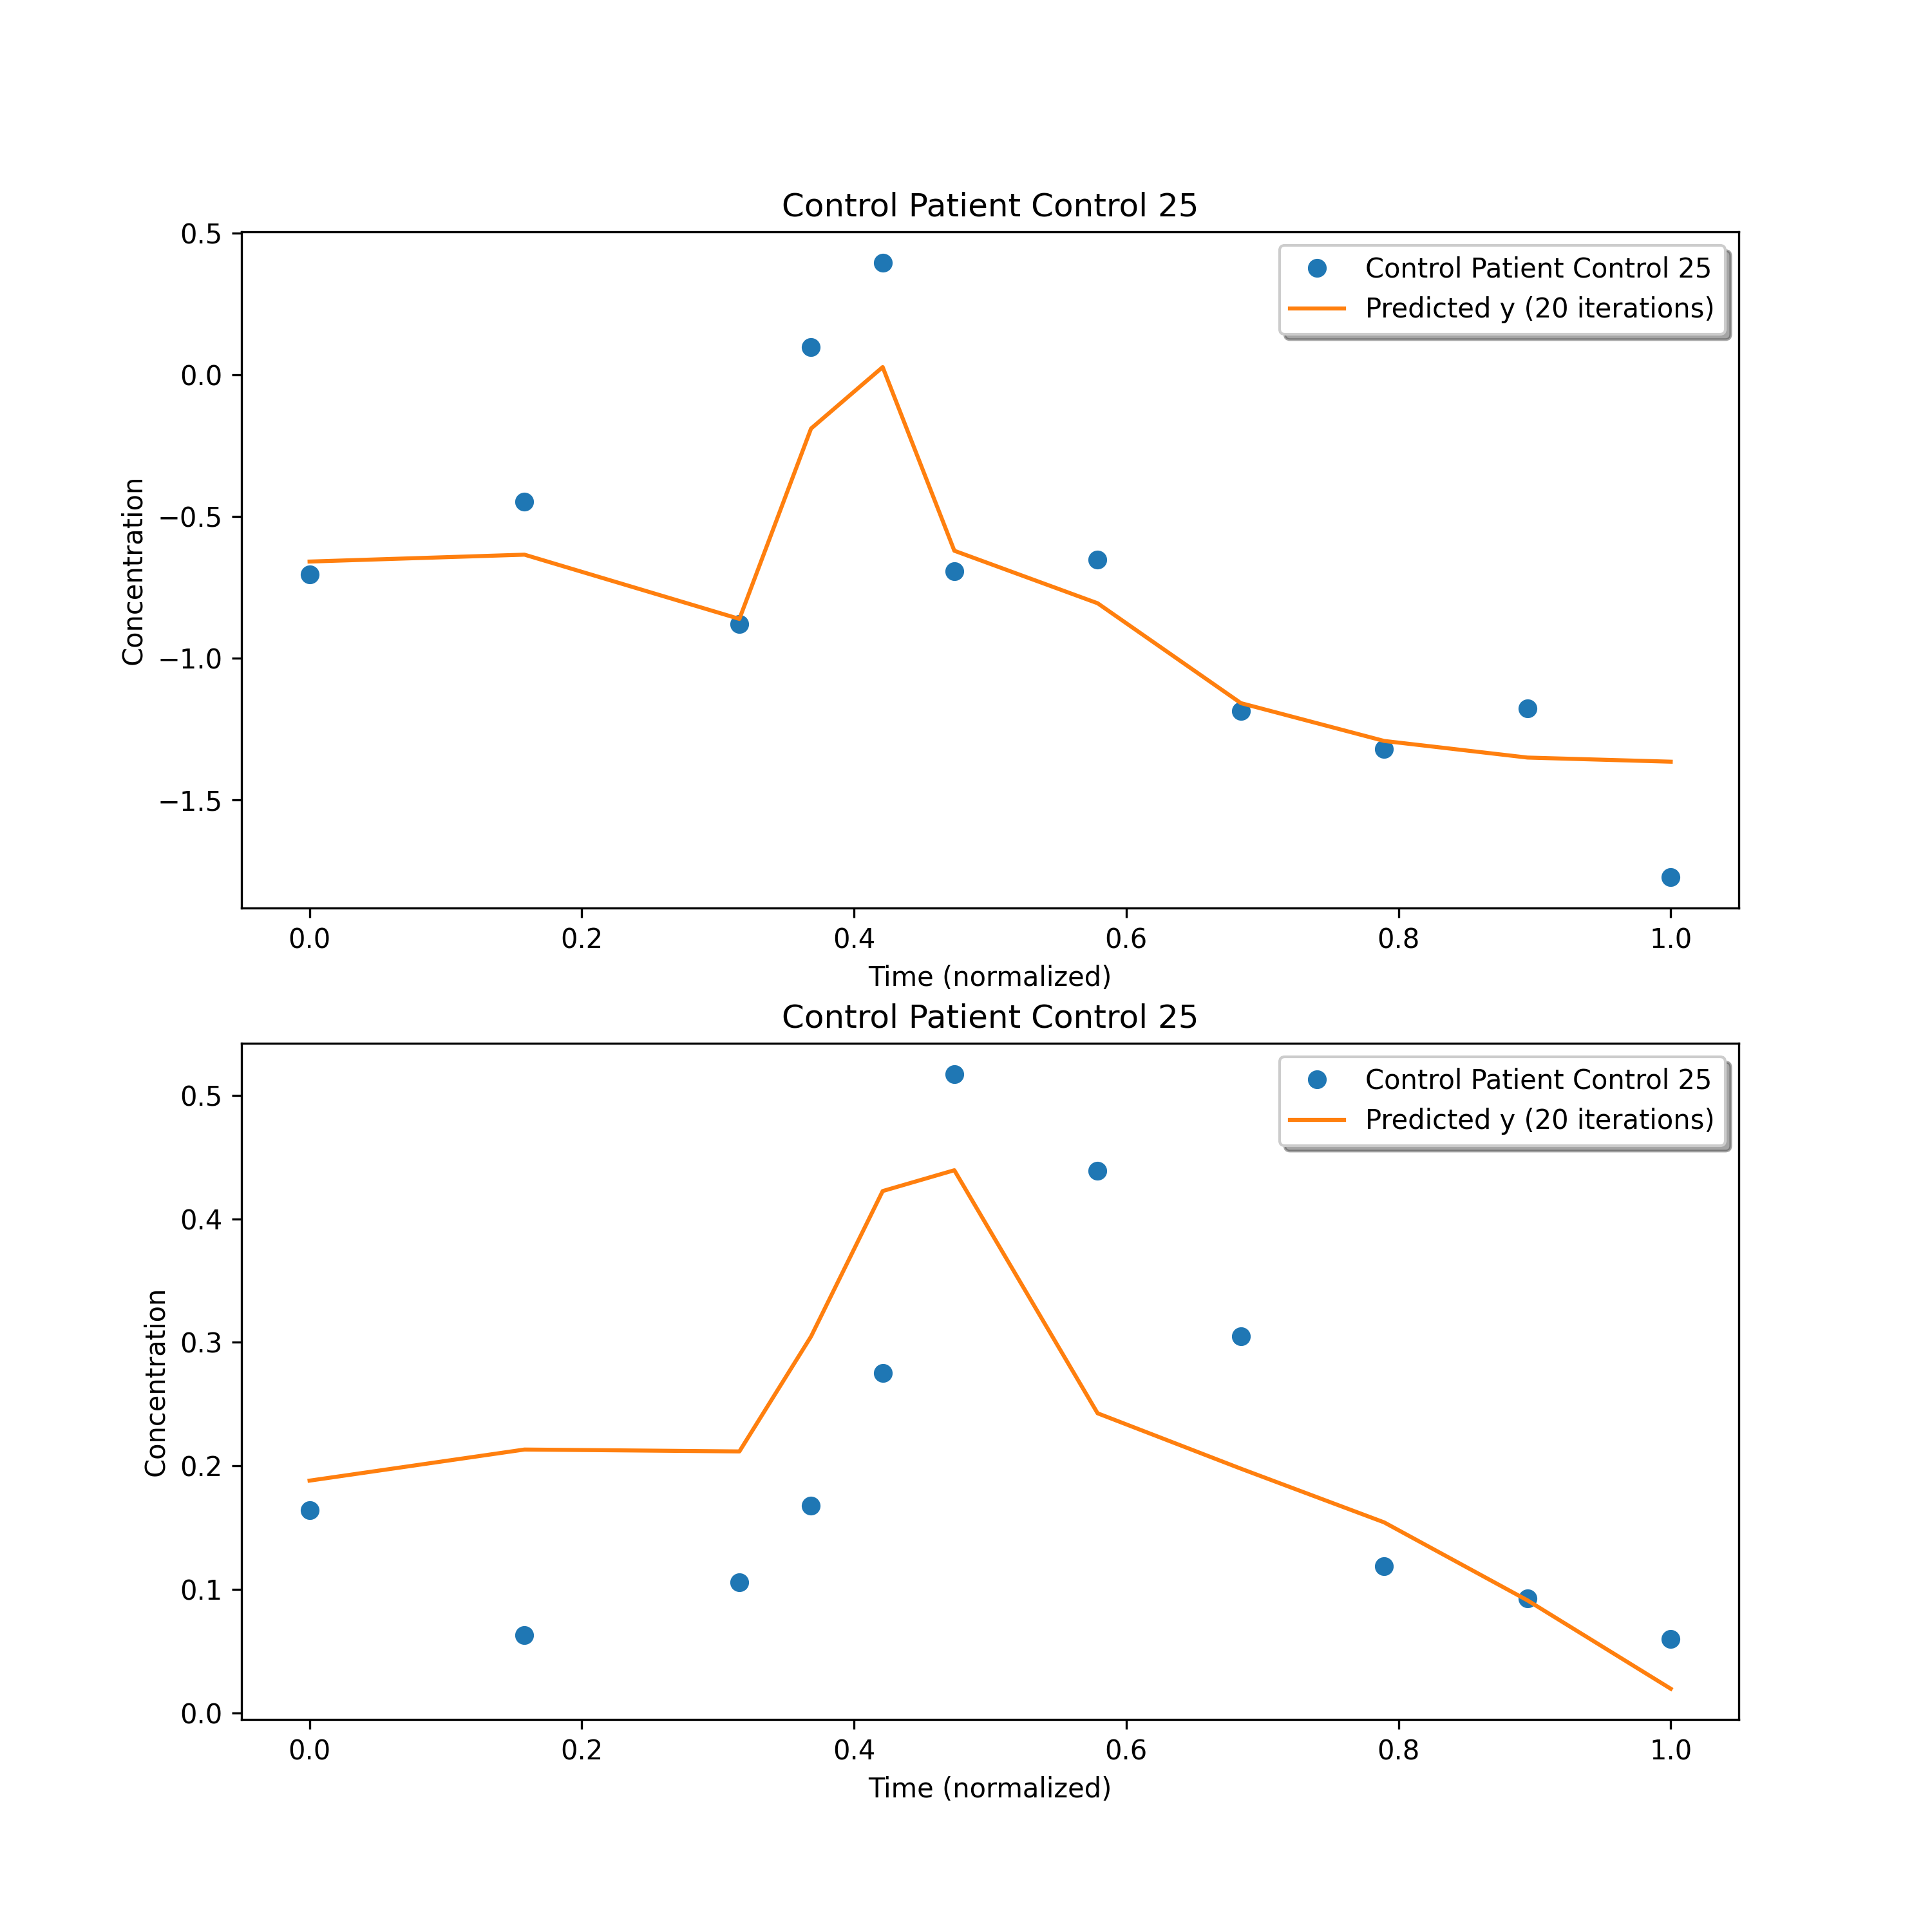 Control Patient Control 25
0.5
0.0
−0.5
−1.0
−1.5
Concentration
Control Patient Control 25
Predicted y (20 iterations)
0.0 0.2 0.4 0.6 0.8 1.0
Time (normalized)
Control Patient Control 25
0.5
0.4
0.3
0.2
0.1
0.0
Concentration
Control Patient Control 25
Predicted y (20 iterations)
0.0 0.2 0.4 0.6 0.8 1.0
Time (normalized)